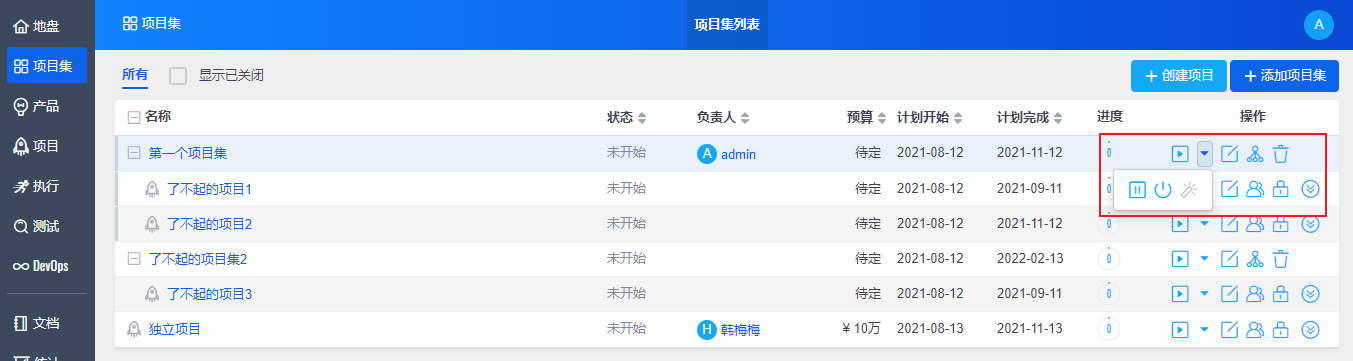 地盘
项目集
产品
项目
执行
测试
DevOps
文档
统计
项目集
项目集列表
A
所有 显示已关闭
创建项目 添加项目集
名称 状态 负责人 预算 计划开始 计划完成 进度 操作
第一个项目集 未开始 A admin 待定 2021-08-12 2021-11-12 0
了不起的项目1 未开始 待定 2021-08-12 2021-09-11 0
了不起的项目2 未开始 待定 2021-08-12 2021-11-12 0
了不起的项目集2 未开始 待定 2021-08-12 2022-02-13 0
了不起的项目3 未开始 待定 2021-08-12 2021-09-11 0
独立项目 未开始 H 韩梅梅 ¥ 10万 2021-08-13 2021-11-13 0